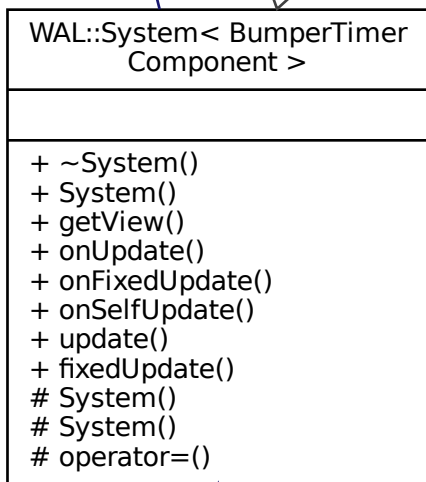 WAL::System< BumperTimer
Component >
+ ~System()
+ System()
+ getView()
+ onUpdate()
+ onFixedUpdate()
+ onSelfUpdate()
+ update()
+ fixedUpdate()
# System()
# System()
# operator=()